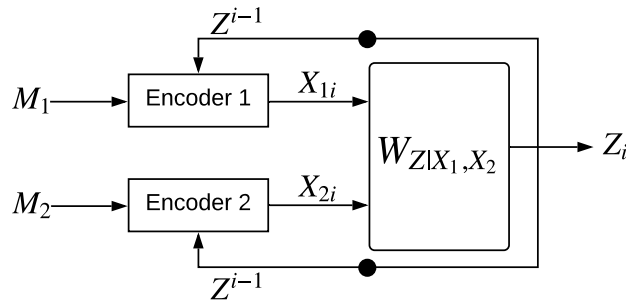 Z^{i−1}
M_1
Encoder 1
X_{1i}
W_{Z|X_1,X_2}
Z_i
M_2
Encoder 2
X_{2i}
Z^{i−1}